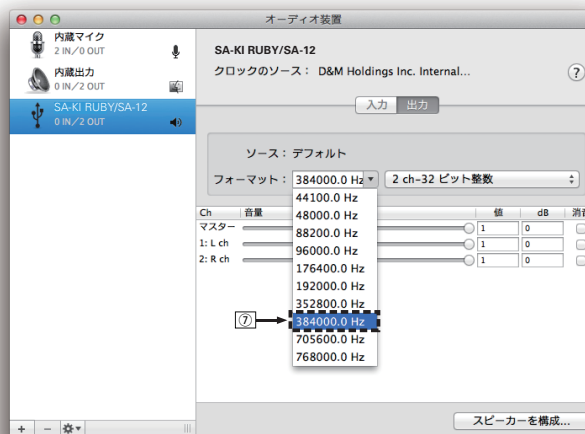 オーディオ装置
内蔵マイク
2 IN/0 OUT
内蔵出力
0 IN/2 OUT
SA-KI RUBY/SA-12
0 IN/2 OUT
SA-KI RUBY/SA-12
クロックのソース： D&M Holdings Inc. Internal...
?
入力 出力
ソース：デフォルト
フォーマット： 384000.0 Hz 2 ch-32 ビット整数
44100.0 Hz
48000.0 Hz
88200.0 Hz
96000.0 Hz
176400.0 Hz
192000.0 Hz
352800.0 Hz
⑦ 384000.0 Hz
705600.0 Hz
768000.0 Hz
Ch 音量 値 dB 消音
マスター 1 0
1: L ch 1 0
2: R ch 1 0
+ −
スピーカーを構成...